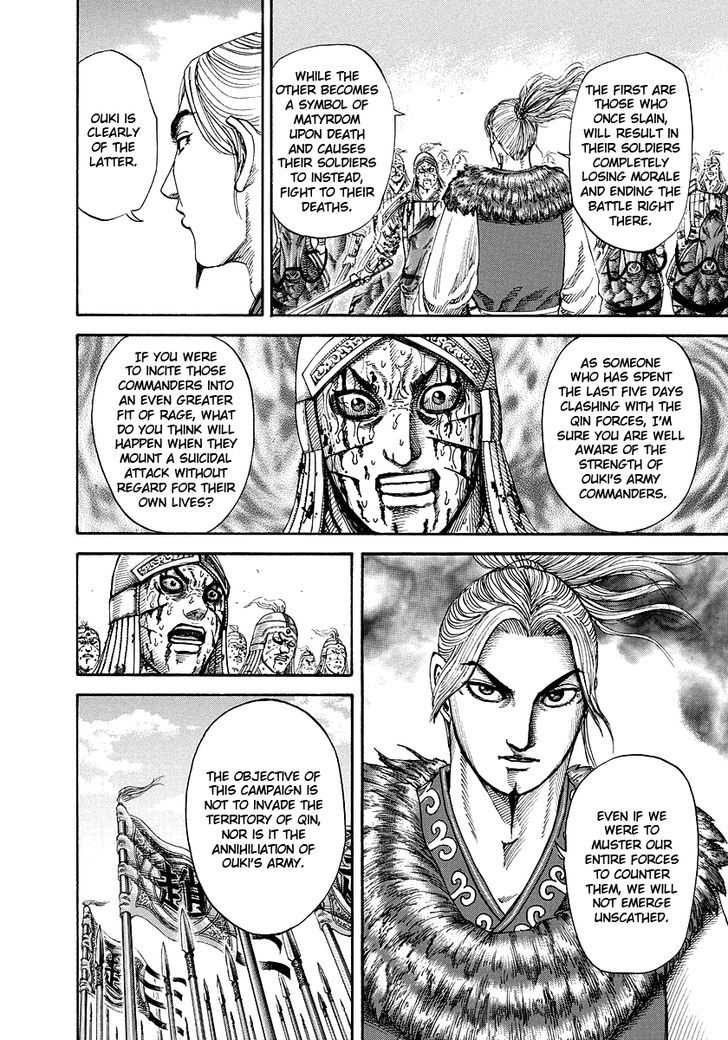 THE FIRST ARE
THOSE WHO
ONCE SLAIN,
WILL RESULT IN
THEIR SOLDIERS
COMPLETELY
LOSING MORALE
AND ENDING THE
BATTLE RIGHT
THERE.
WHILE THE
OTHER BECOMES
A SYMBOL OF
MATYRDOM
UPON DEATH
AND CAUSES
THEIR SOLDIERS
TO INSTEAD,
FIGHT TO THEIR
DEATHS.
OUKI IS
CLEARLY
OF THE
LATTER.
AS SOMEONE
WHO HAS SPENT
THE LAST FIVE DAYS
CLASHING WITH THE
QIN FORCES, I'M
SURE YOU ARE WELL
AWARE OF THE
STRENGTH OF
OUKI'S ARMY
COMMANDERS.
IF YOU WERE
TO INCITE THOSE
COMMANDERS INTO
AN EVEN GREATER
FIT OF RAGE, WHAT
DO YOU THINK WILL
HAPPEN WHEN THEY
MOUNT A SUICIDAL
ATTACK WITHOUT
REGARD FOR THEIR
OWN LIVES?
EVEN IF WE
WERE TO
MUSTER OUR
ENTIRE FORCES
TO COUNTER
THEM, WE WILL
NOT EMERGE
UNSCATHED.
THE OBJECTIVE OF
THIS CAMPAIGN IS
NOT TO INVADE THE
TERRITORY OF QIN,
NOR IS IT THE
ANNIHILIATION OF
OUKI'S ARMY.
趙